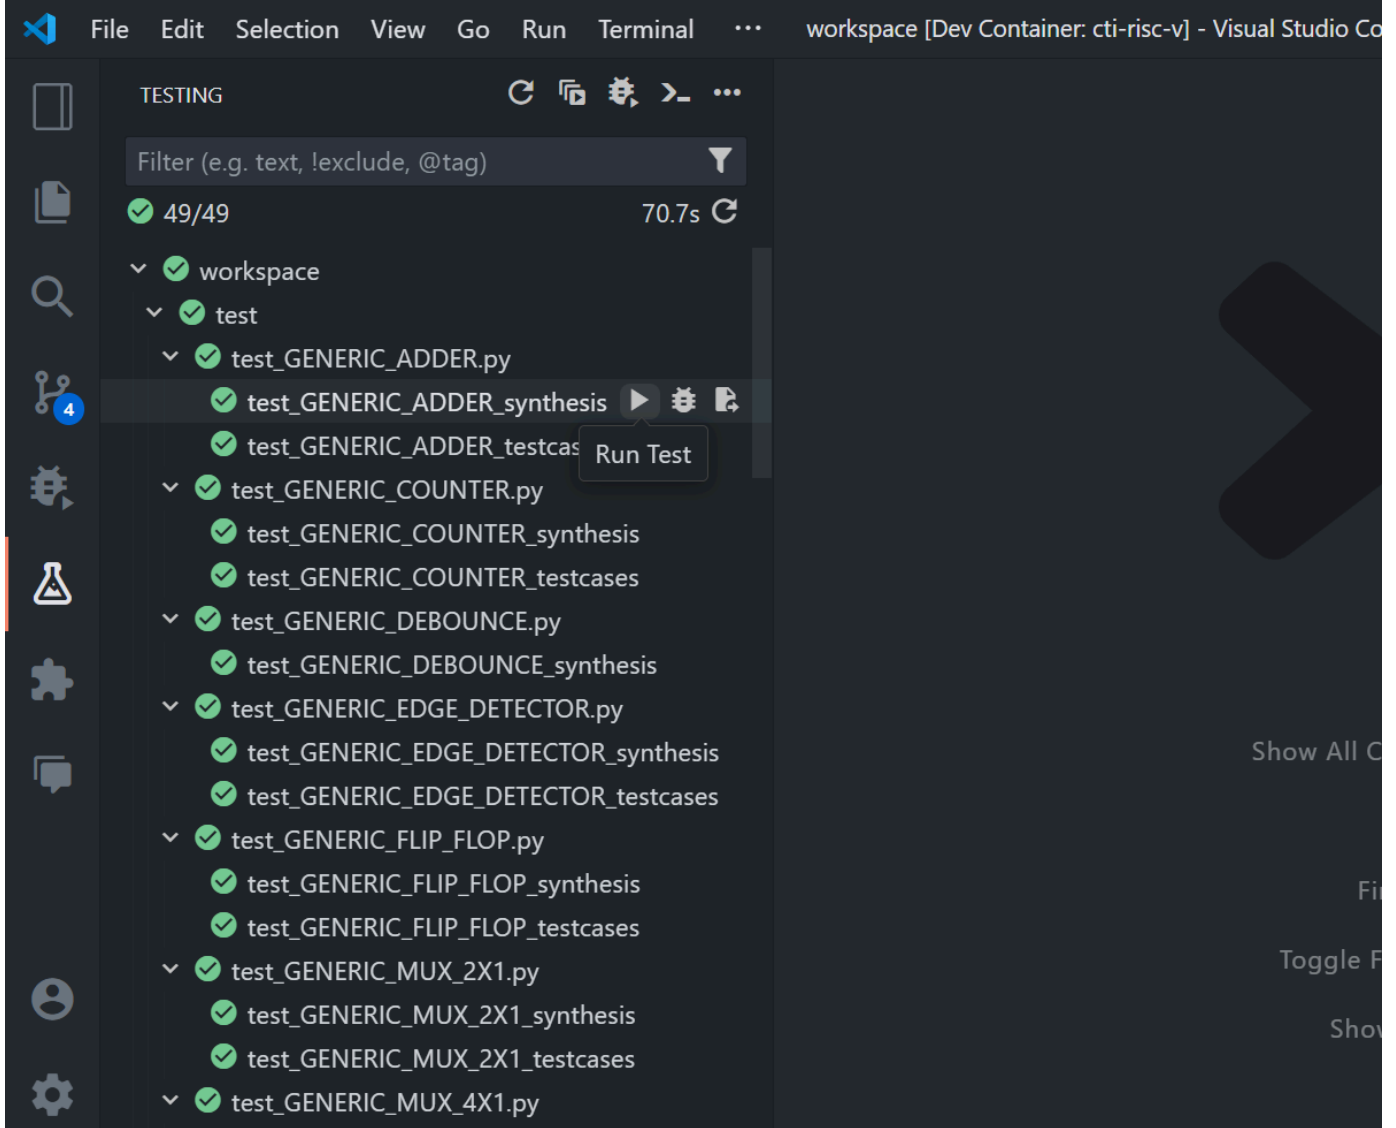 File Edit Selection View Go Run Terminal ··· workspace [Dev Container: cti-risc-v] - Visual Studio Co
TESTING
Filter (e.g. text, !exclude, @tag)
49/49 70.7s
workspace
test
test_GENERIC_ADDER.py
test_GENERIC_ADDER_synthesis
test_GENERIC_ADDER_testcas
Run Test
test_GENERIC_COUNTER.py
test_GENERIC_COUNTER_synthesis
4
test_GENERIC_COUNTER_testcases
test_GENERIC_DEBOUNCE.py
test_GENERIC_DEBOUNCE_synthesis
test_GENERIC_EDGE_DETECTOR.py
test_GENERIC_EDGE_DETECTOR_synthesis
test_GENERIC_EDGE_DETECTOR_testcases
test_GENERIC_FLIP_FLOP.py
test_GENERIC_FLIP_FLOP_synthesis
test_GENERIC_FLIP_FLOP_testcases
test_GENERIC_MUX_2X1.py
test_GENERIC_MUX_2X1_synthesis
test_GENERIC_MUX_2X1_testcases
test_GENERIC_MUX_4X1.py
Show All C
Fi
Toggle F
Show